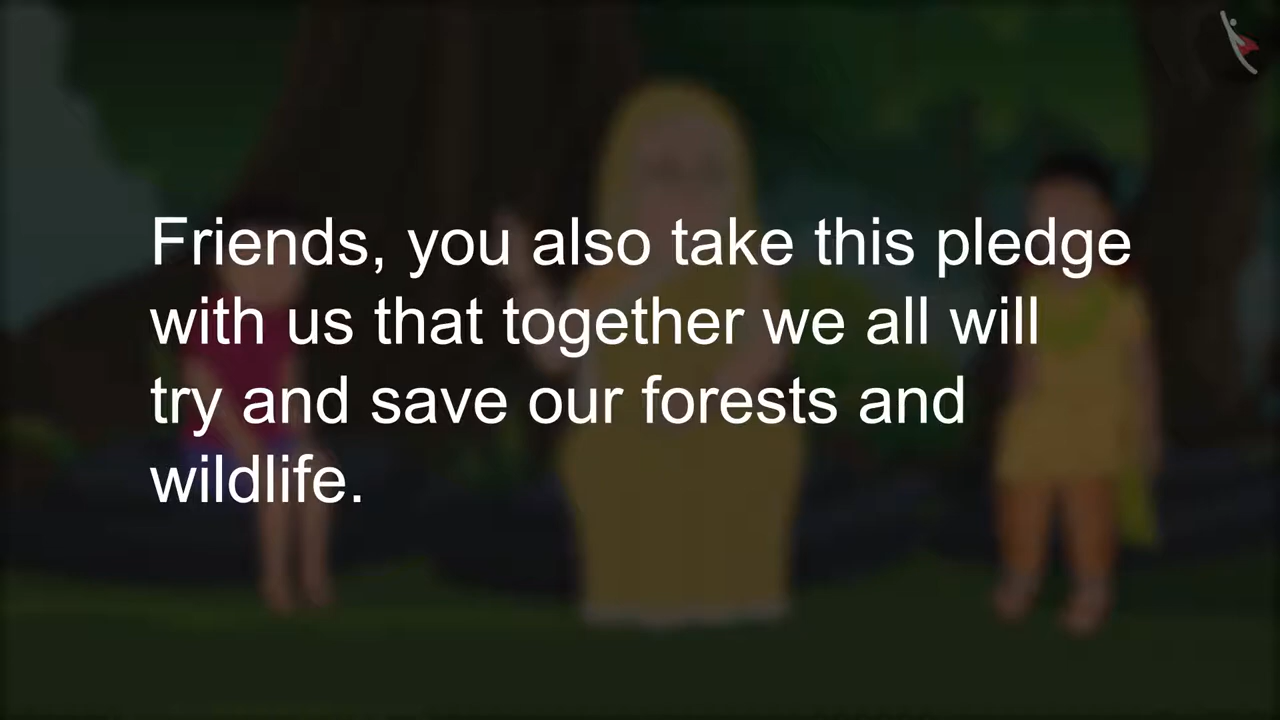 Friends, you also take this pledge
with us that together we all will
try and save our forests and
wildlife.